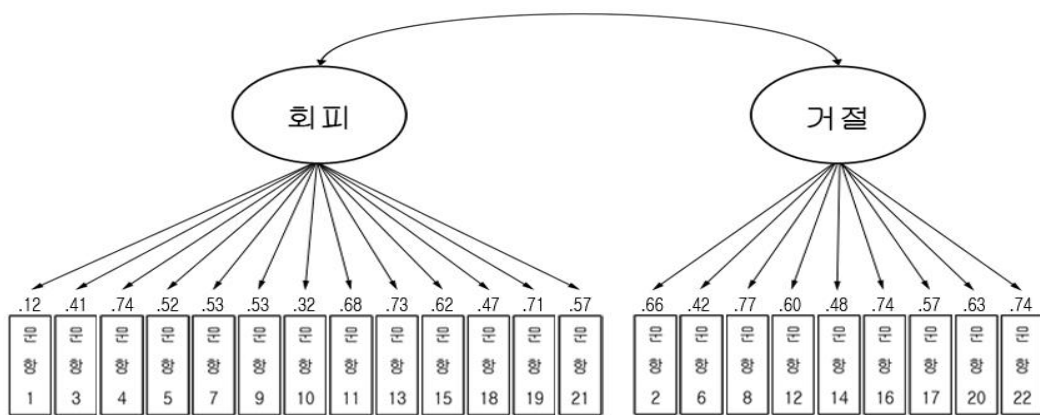 회피 거절
.12 .41 .74 .52 .53 .53 .32 .68 .73 .62 .47 .71 .57 .66 .42 .77 .60 .48 .74 .57 .63 .74
문 문 문 문 문 문 문 문 문 문 문 문 문 문 문 문 문 문 문 문 문 문
항 항 항 항 항 항 항 항 항 항 항 항 항 항 항 항 항 항 항 항 항 항
1 3 4 5 7 9 10 11 13 15 18 19 21 2 6 8 12 14 16 17 20 22